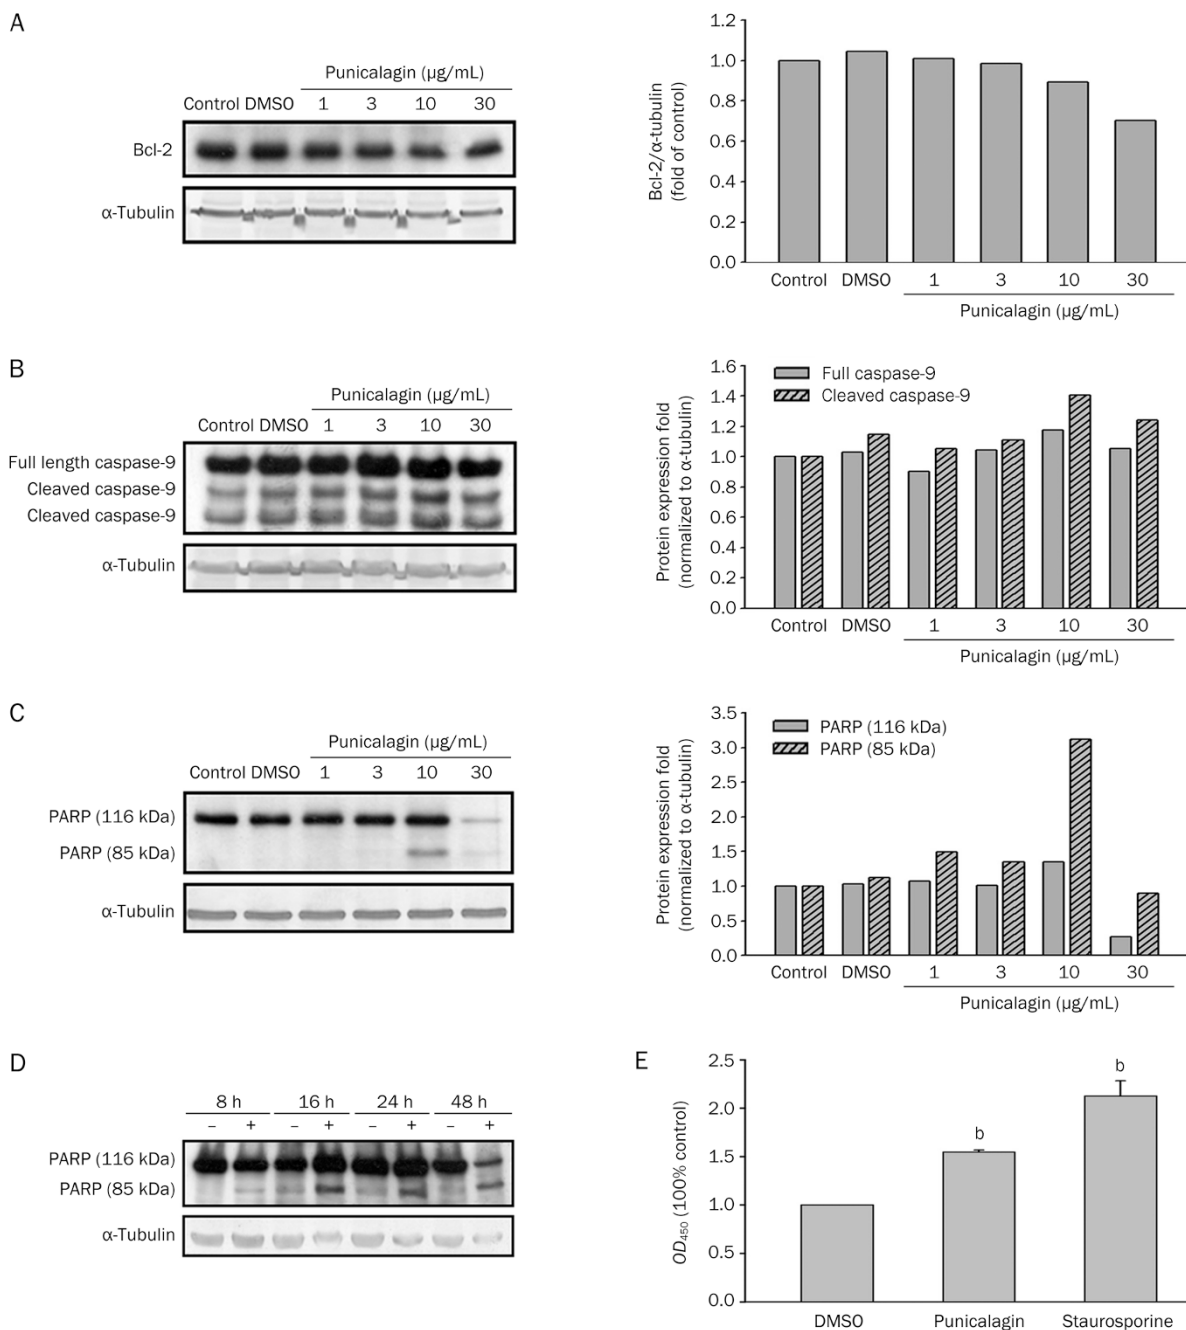 A
Punicalagin (µg/mL)
Control DMSO 1 3 10 30
Bcl-2
α-Tubulin
Bcl-2/α-tubulin
(fold of control)
1.2
1.0
0.8
0.6
0.4
0.2
0.0
Control DMSO 1 3 10 30
Punicalagin (µg/mL)
B
Punicalagin (µg/mL)
Control DMSO 1 3 10 30
Full length caspase-9
Cleaved caspase-9
Cleaved caspase-9
α-Tubulin
Protein expression fold
(normalized to α-tubulin)
1.6
1.4
1.2
1.0
0.8
0.6
0.4
0.2
0.0
Full caspase-9
Cleaved caspase-9
Control DMSO 1 3 10 30
Punicalagin (µg/mL)
C
Punicalagin (µg/mL)
Control DMSO 1 3 10 30
PARP (116 kDa)
PARP (85 kDa)
α-Tubulin
Protein expression fold
(normalized to α-tubulin)
3.5
3.0
2.5
2.0
1.5
1.0
0.5
0.0
PARP (116 kDa)
PARP (85 kDa)
Control DMSO 1 3 10 30
Punicalagin (µg/mL)
D
8 h 16 h 24 h 48 h
– + – + – + – +
PARP (116 kDa)
PARP (85 kDa)
α-Tubulin
E
OD450 (100% control)
2.5
2.0
1.5
1.0
0.5
0.0
b
b
DMSO Punicalagin Staurosporine